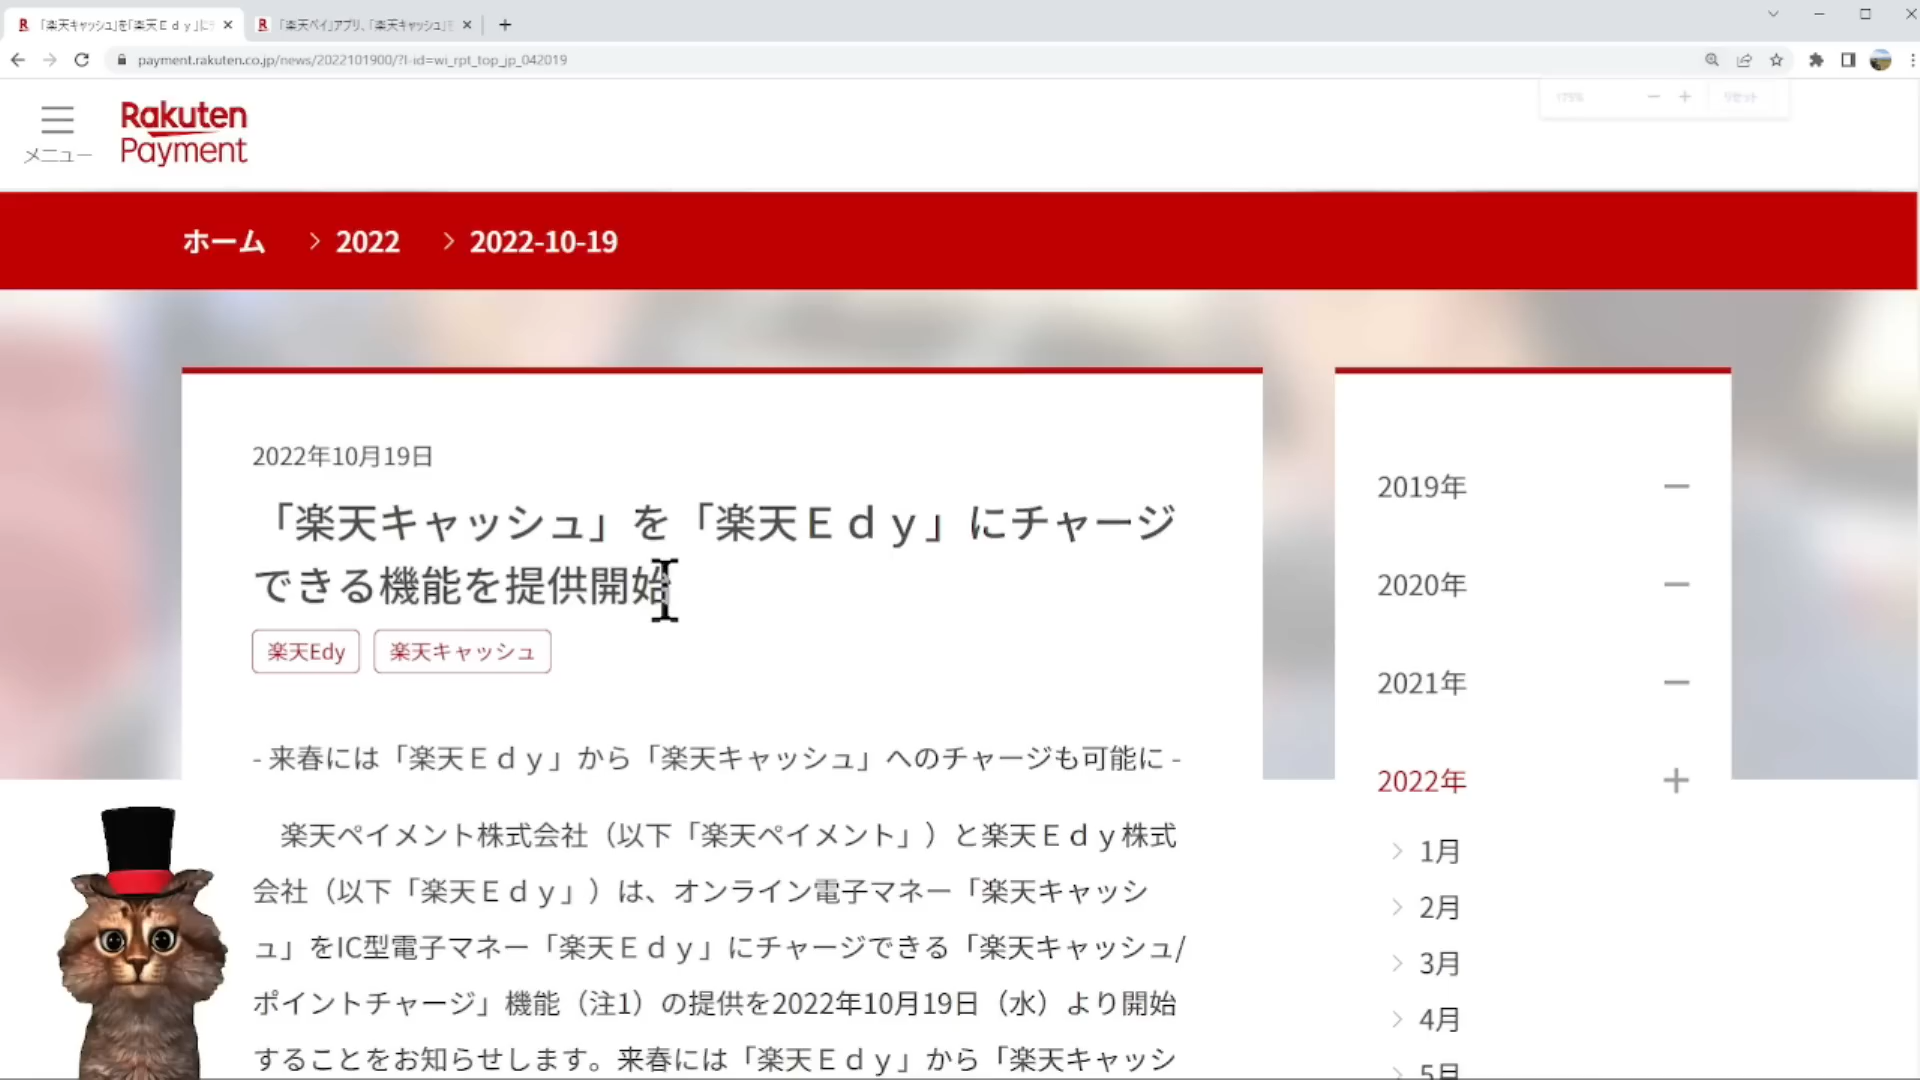 「楽天キャッシュ」を「楽天Ｅｄｙ」に
「楽天ペイ」アプリ、「楽天キャッシュ」を
payment.rakuten.co.jp/news/2022101900/?l-id=wi_rpt_top_jp_042019
175%
リセット
メニュー
Rakuten
Payment
ホーム
2022
2022-10-19
2022年10月19日
「楽天キャッシュ」を「楽天Ｅｄｙ」にチャージ
できる機能を提供開始
楽天Edy
楽天キャッシュ
- 来春には「楽天Ｅｄｙ」から「楽天キャッシュ」へのチャージも可能に -
楽天ペイメント株式会社（以下「楽天ペイメント」）と楽天Ｅｄｙ株式
会社（以下「楽天Ｅｄｙ」）は、オンライン電子マネー「楽天キャッシ
ュ」をIC型電子マネー「楽天Ｅｄｙ」にチャージできる「楽天キャッシュ/
ポイントチャージ」機能（注1）の提供を2022年10月19日（水）より開始
することをお知らせします。来春には「楽天Ｅｄｙ」から「楽天キャッシ
2019年
2020年
2021年
2022年
1月
2月
3月
4月
5月